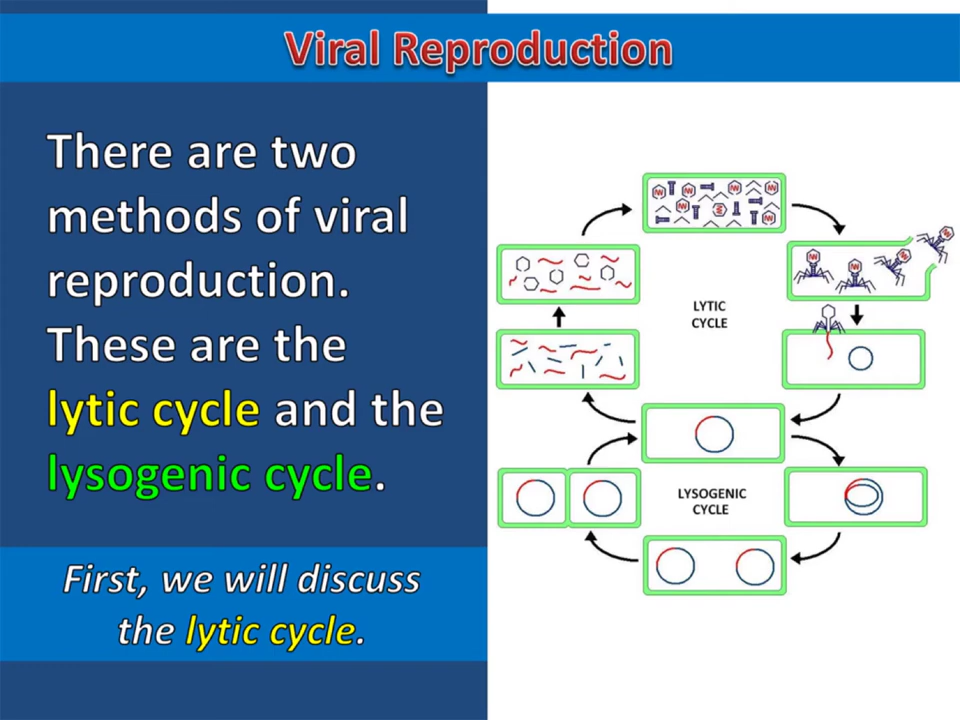 Viral Reproduction
There are two
methods of viral
reproduction.
These are the
lytic cycle and the
lysogenic cycle.
First, we will discuss
the lytic cycle.
LYTIC
CYCLE
LYSOGENIC
CYCLE